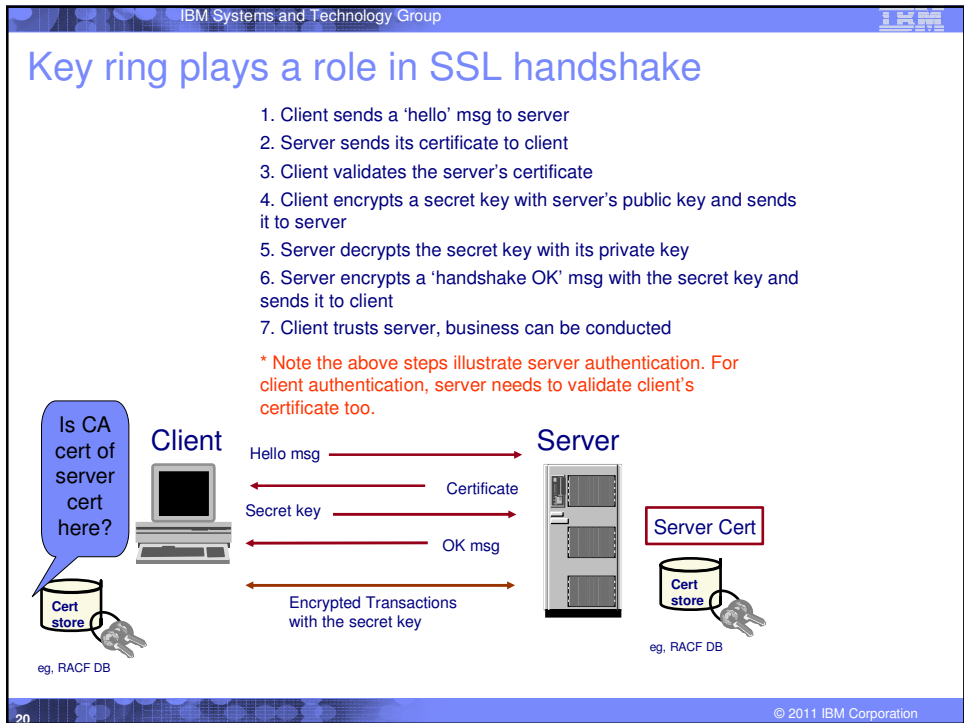 IBM Systems and Technology Group
IBM
Key ring plays a role in SSL handshake
1. Client sends a ‘hello’ msg to server
2. Server sends its certificate to client
3. Client validates the server’s certificate
4. Client encrypts a secret key with server’s public key and sends
it to server
5. Server decrypts the secret key with its private key
6. Server encrypts a ‘handshake OK’ msg with the secret key and
sends it to client
7. Client trusts server, business can be conducted
* Note the above steps illustrate server authentication. For
client authentication, server needs to validate client’s
certificate too.
Is CA
cert of
server
cert
here?
Client
Server
Hello msg
Certificate
Secret key
OK msg
Server Cert
Encrypted Transactions
with the secret key
Cert
store
eg, RACF DB
Cert
store
eg, RACF DB
20
© 2011 IBM Corporation